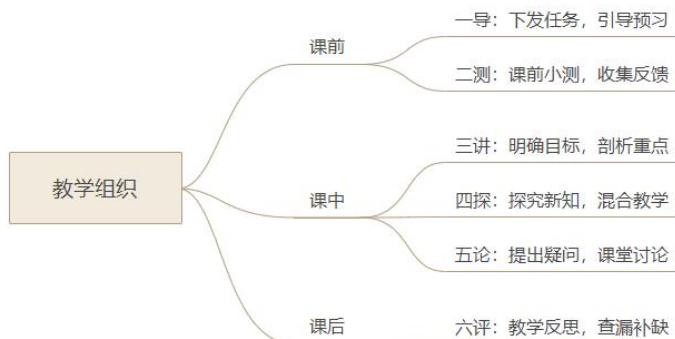 教学组织
课前
一导：下发任务，引导预习
二测：课前小测，收集反馈
课中
三讲：明确目标，剖析重点
四探：探究新知，混合教学
五论：提出疑问，课堂讨论
课后
六评：教学反思，查漏补缺